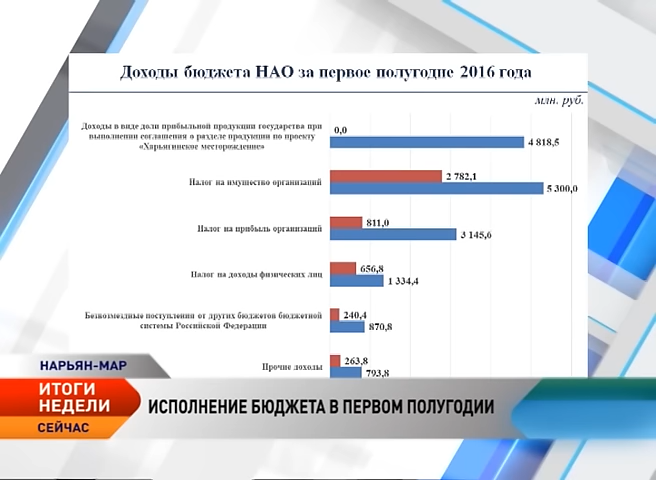 Доходы бюджета НАО за первое полугодие 2016 года
млн. руб.
Доходы в виде доли прибыльной продукции государства при
выполнении соглашения о разделе продукции по проекту
«Харьягинское месторождение»
0,0
4 818,5
Налог на имущество организаций
2 782,1
5 300,0
Налог на прибыль организаций
811,0
3 145,6
Налог на доходы физических лиц
656,8
1 334,4
Безвозмездные поступления от других бюджетов бюджетной
системы Российской Федерации
240,4
870,8
Прочие доходы
263,8
793,8
НАРЬЯН-МАР
ИТОГИ
НЕДЕЛИ
СЕЙЧАС
ИСПОЛНЕНИЕ БЮДЖЕТА В ПЕРВОМ ПОЛУГОДИИ